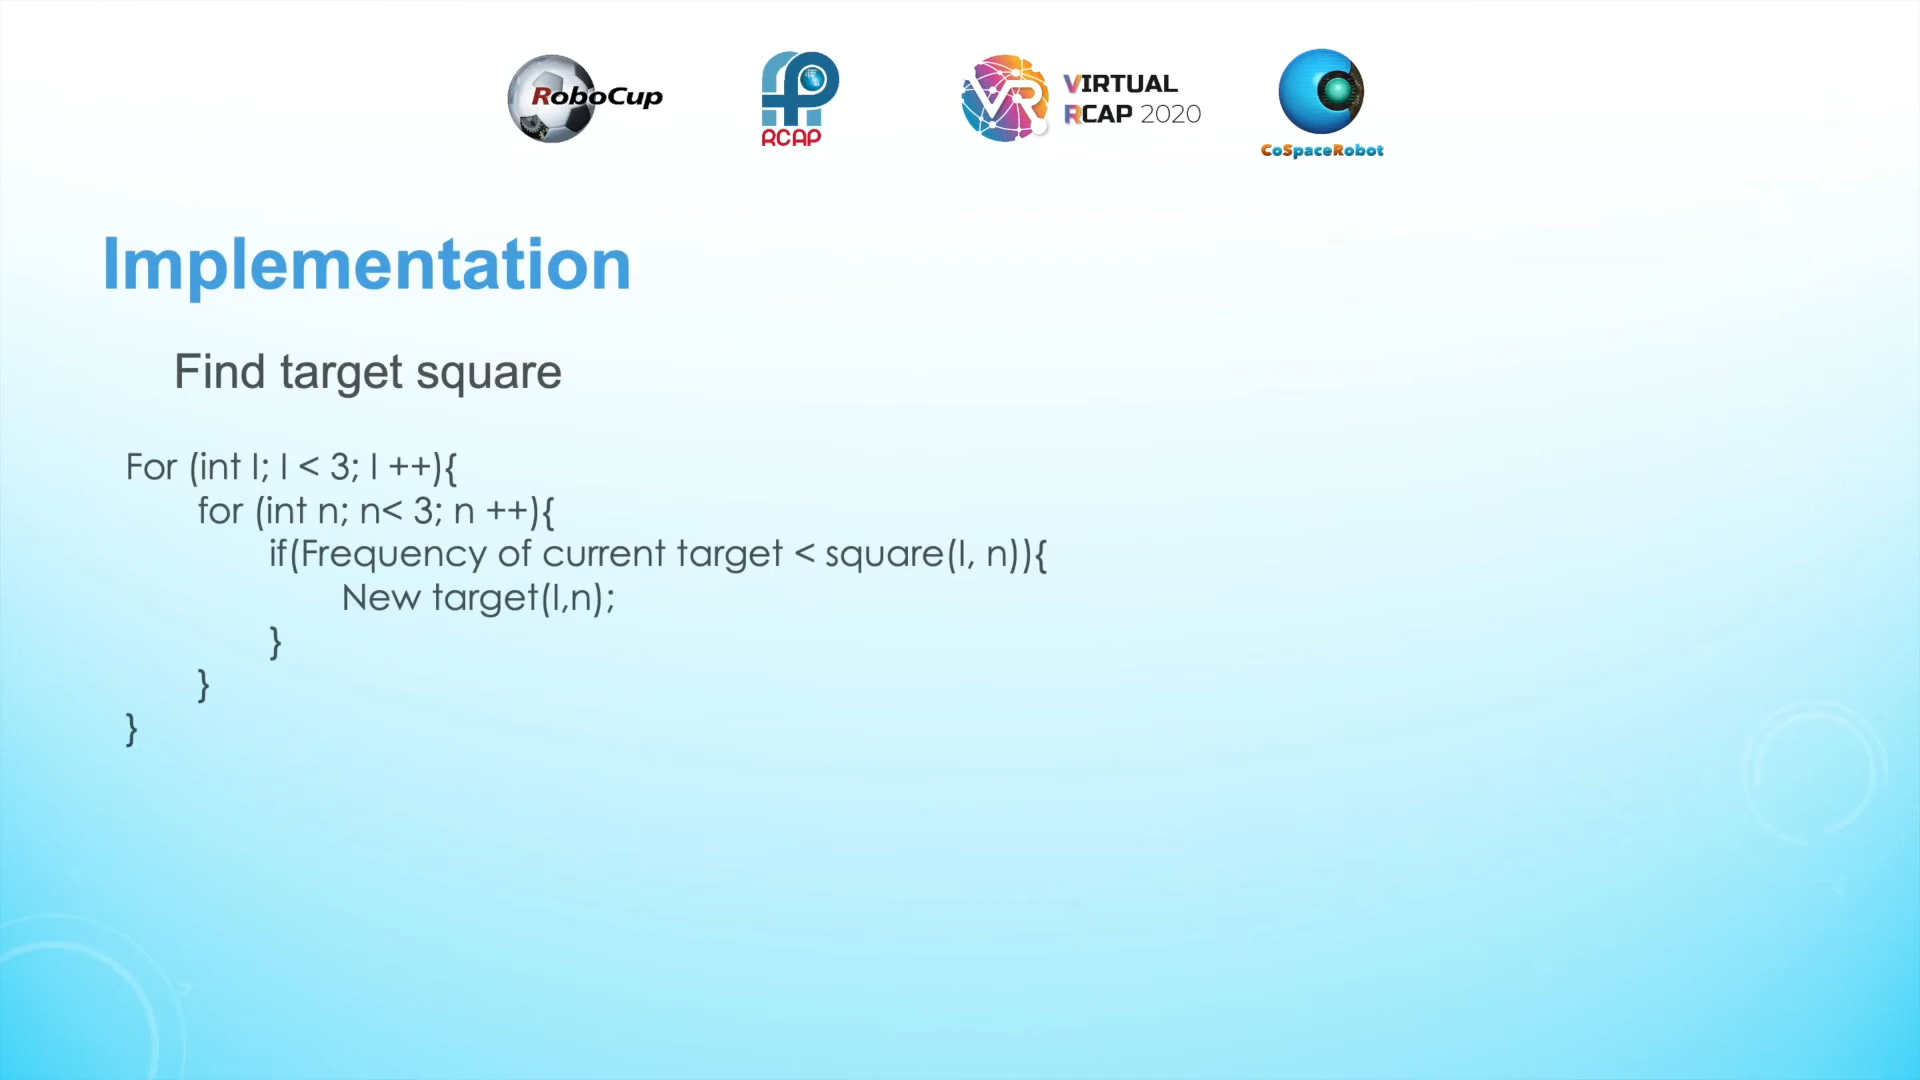 RoboCup
RCAP
VR
VIRTUAL
RCAP 2020
CoSpaceRobot
Implementation
Find target square
For (int I; I < 3; I ++){
for (int n; n< 3; n ++){
if(Frequency of current target < square(I, n)){
New target(I,n);
}
}
}